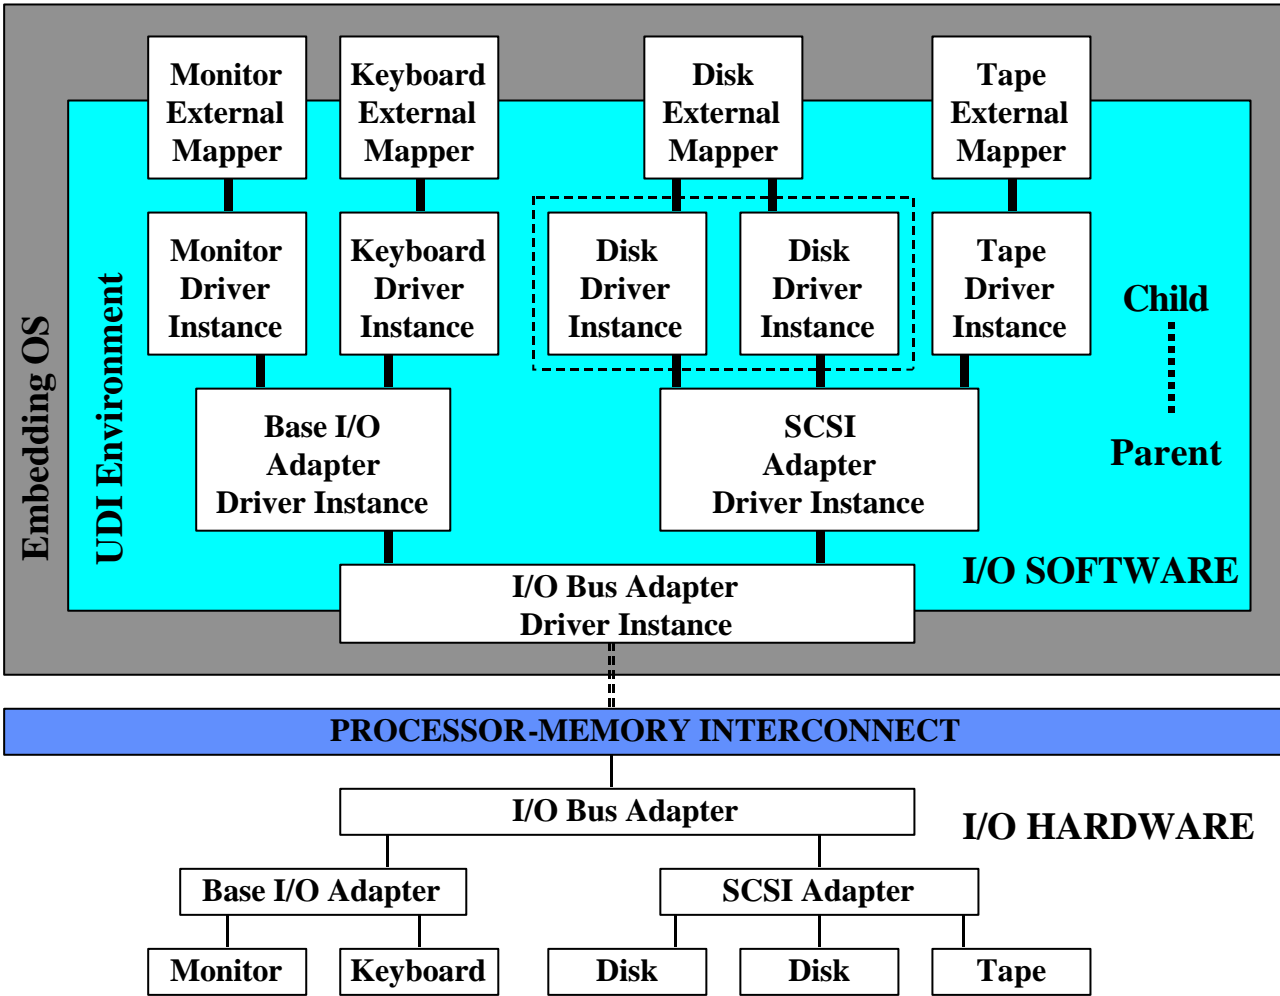 Monitor
External
Mapper
Keyboard
External
Mapper
Disk
External
Mapper
Tape
External
Mapper
Monitor
Driver
Instance
Keyboard
Driver
Instance
Disk
Driver
Instance
Disk
Driver
Instance
Tape
Driver
Instance
Child
Parent
Embedding OS
UDI Environment
Base I/O
Adapter
Driver Instance
SCSI
Adapter
Driver Instance
I/O SOFTWARE
I/O Bus Adapter
Driver Instance
PROCESSOR-MEMORY INTERCONNECT
I/O Bus Adapter
I/O HARDWARE
Base I/O Adapter
SCSI Adapter
Monitor
Keyboard
Disk
Disk
Tape